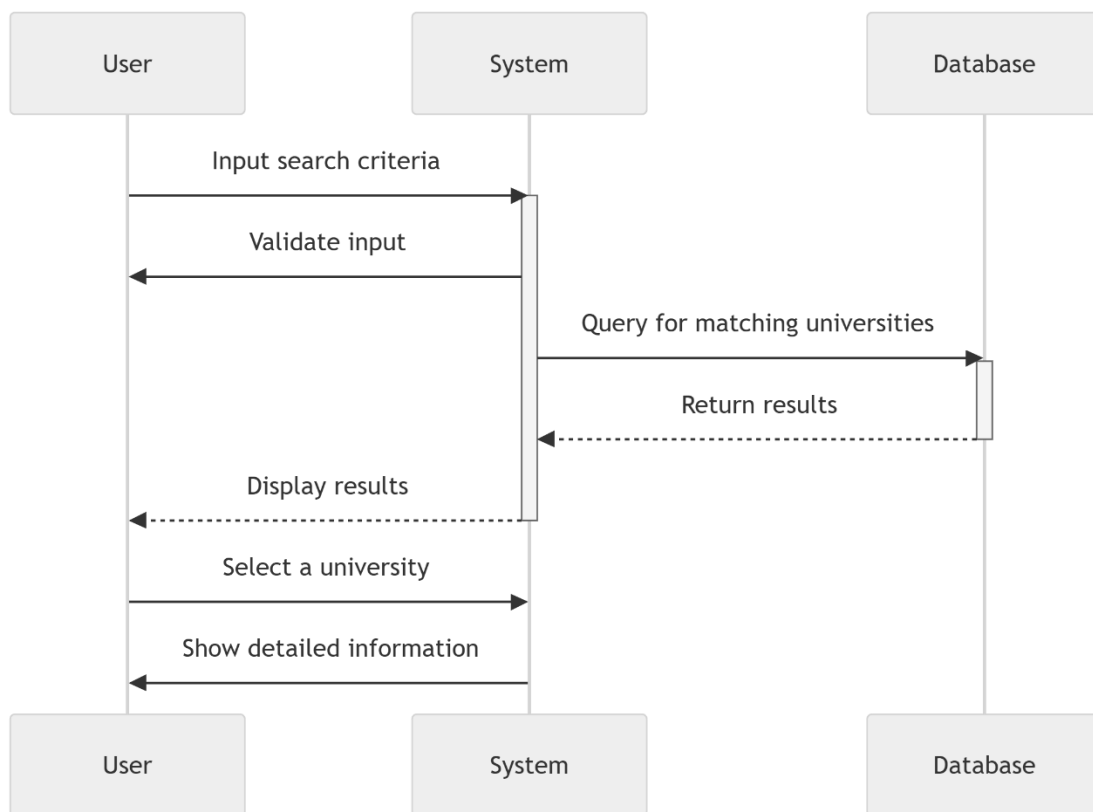 User
System
Database
Input search criteria
Validate input
Query for matching universities
Return results
Display results
Select a university
Show detailed information
User
System
Database